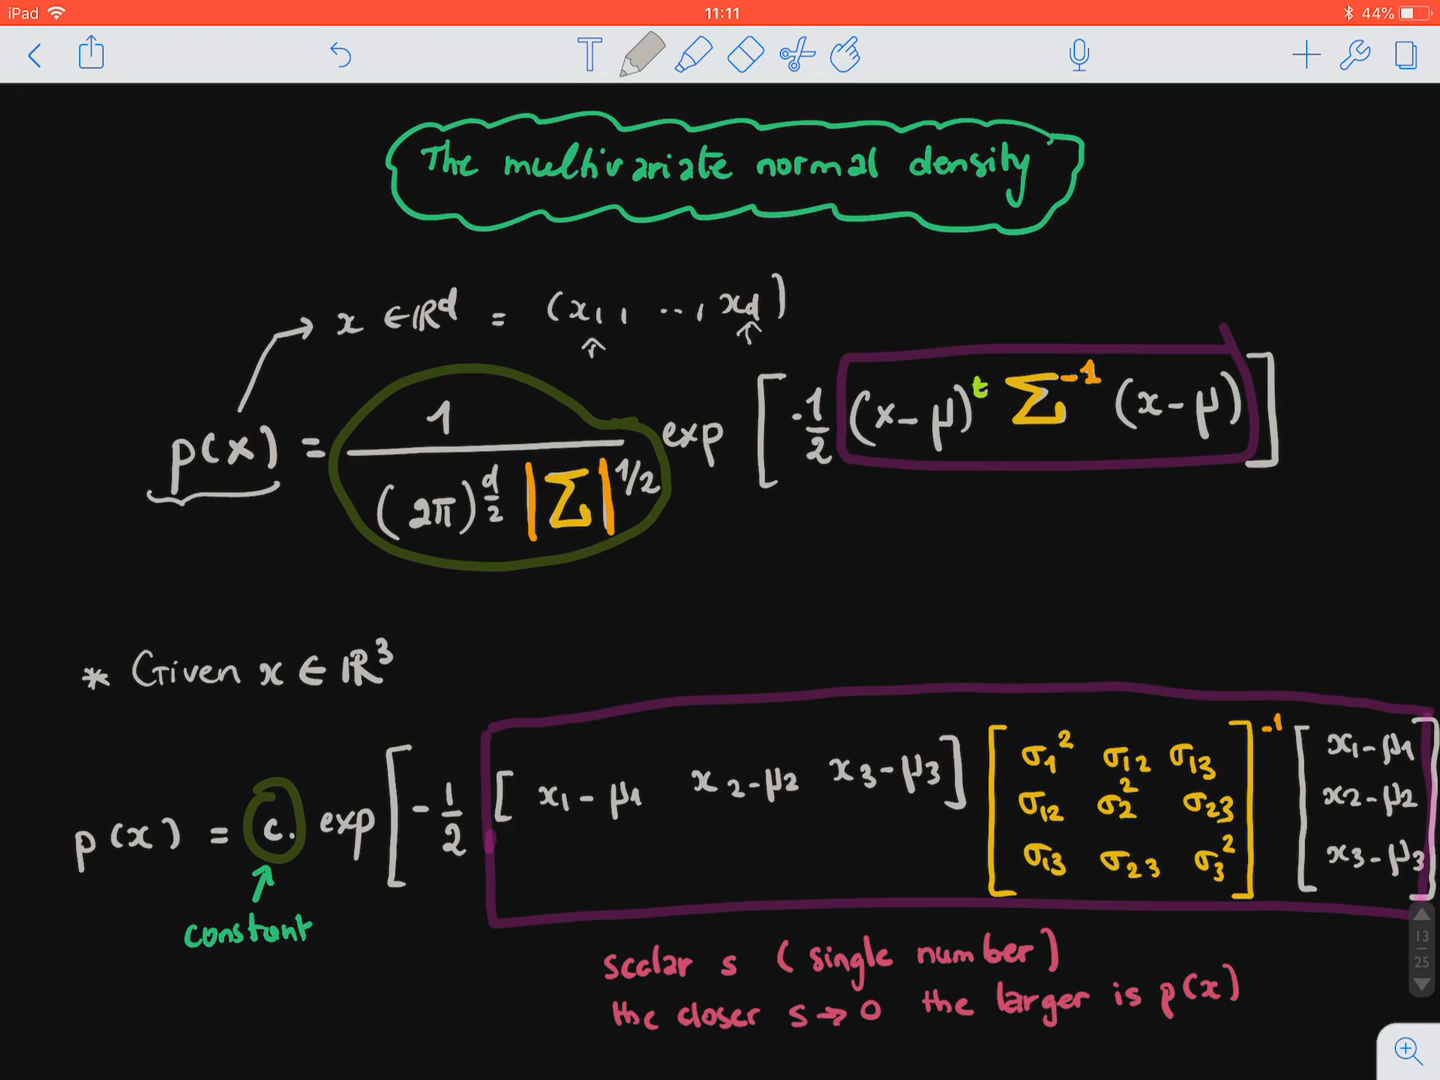 iPad 11:11 44%
T
The multivariate normal density
x ∈ ℝᵈ = (x₁, ..., x_d)
p(x) = 1 / (2π)^(d/2) |Σ|^(1/2) exp [ -1/2 (x-μ)ᵗ Σ⁻¹ (x-μ) ]
* Given x ∈ ℝ³
p(x) = c. exp [ -1/2 [ x₁-μ₁ x₂-μ₂ x₃-μ₃ ] [ σ₁² σ₁₂ σ₁₃
σ₁₂ σ₂² σ₂₃
σ₁₃ σ₂₃ σ₃² ]⁻¹ [ x₁-μ₁
x₂-μ₂
x₃-μ₃ ]
constant
scalar s (single number)
the closer s → 0 the larger is p(x)
13
25